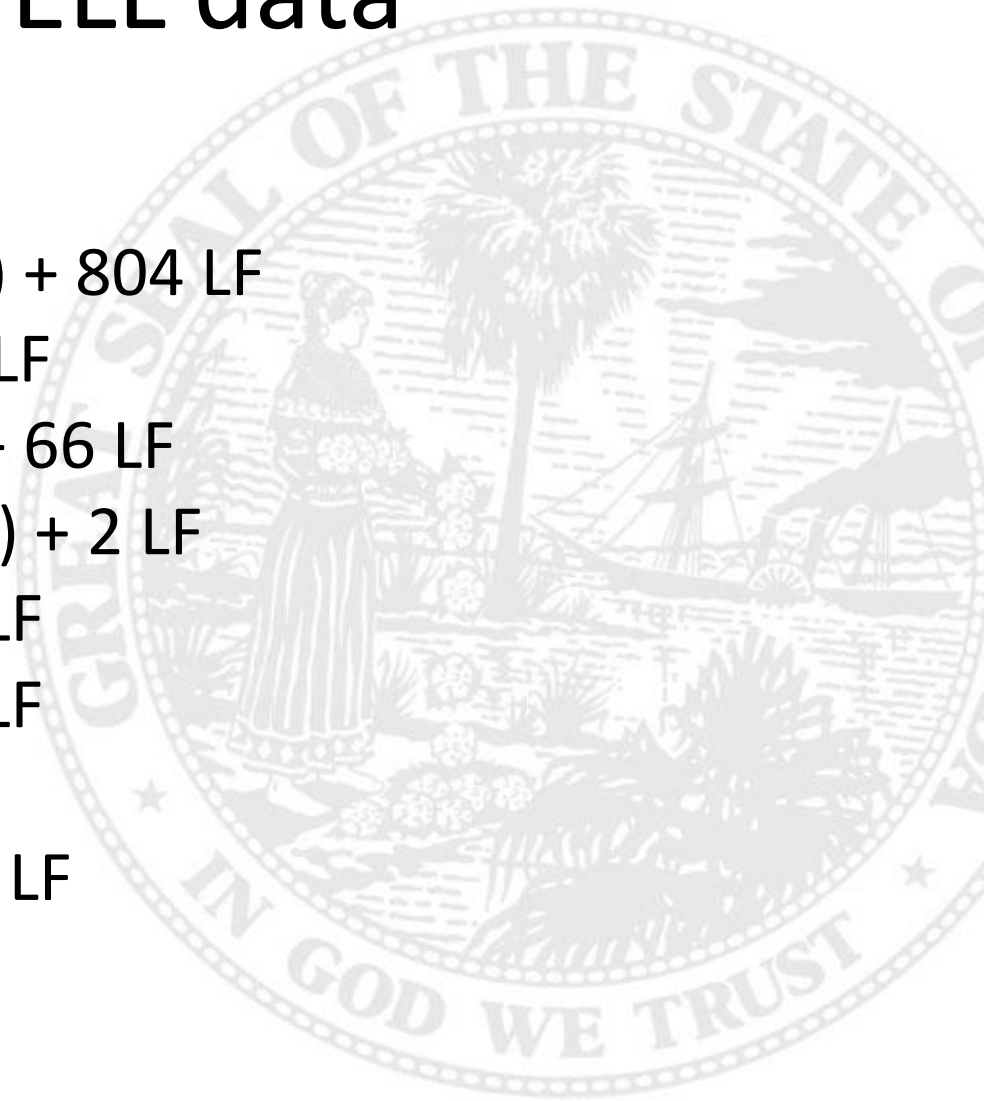 ELL data
) + 804 LF
LF
66 LF
) + 2 LF
LF
LF
LF
GREAT SEAL OF THE STATE OF
IN GOD WE TRUST